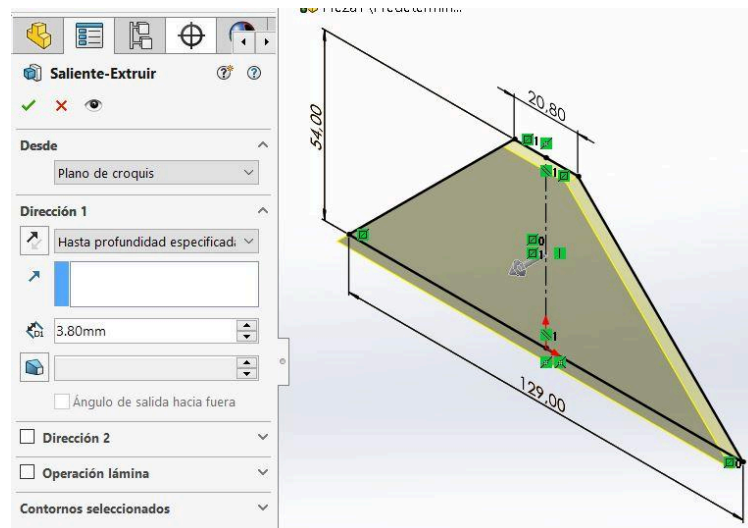 Saliente-Extruir
Desde
Plano de croquis
Dirección 1
Hasta profundidad especificad
3.80mm
Ángulo de salida hacia fuera
Dirección 2
Operación lámina
Contornos seleccionados
20,80
54,00
129,00